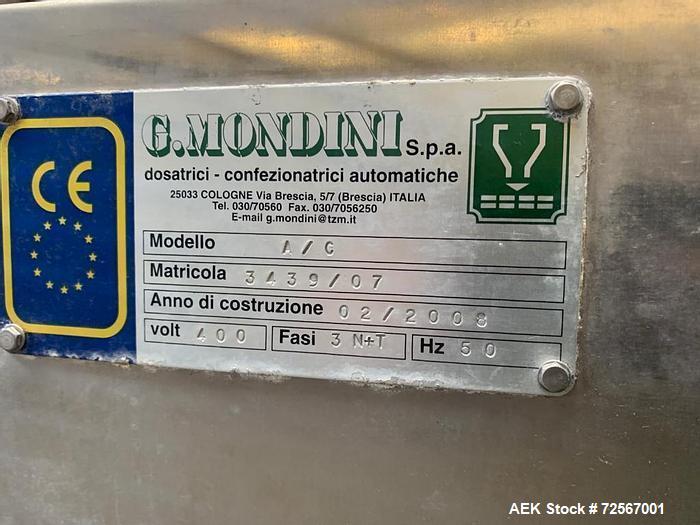 CE
G.MONDINI S.p.a.
dosatrici - confezionatrici automatiche
25033 COLOGNE Via Brescia, 5/7 (Brescia) ITALIA
Tel. 030/70560 Fax. 030/7056250
E-mail g.mondini@tzm.it
Modello A/C
Matricola 3439/07
Anno di costruzione 02/2008
volt 400 Fasi 3 N+T Hz 50
AEK Stock # 72567001